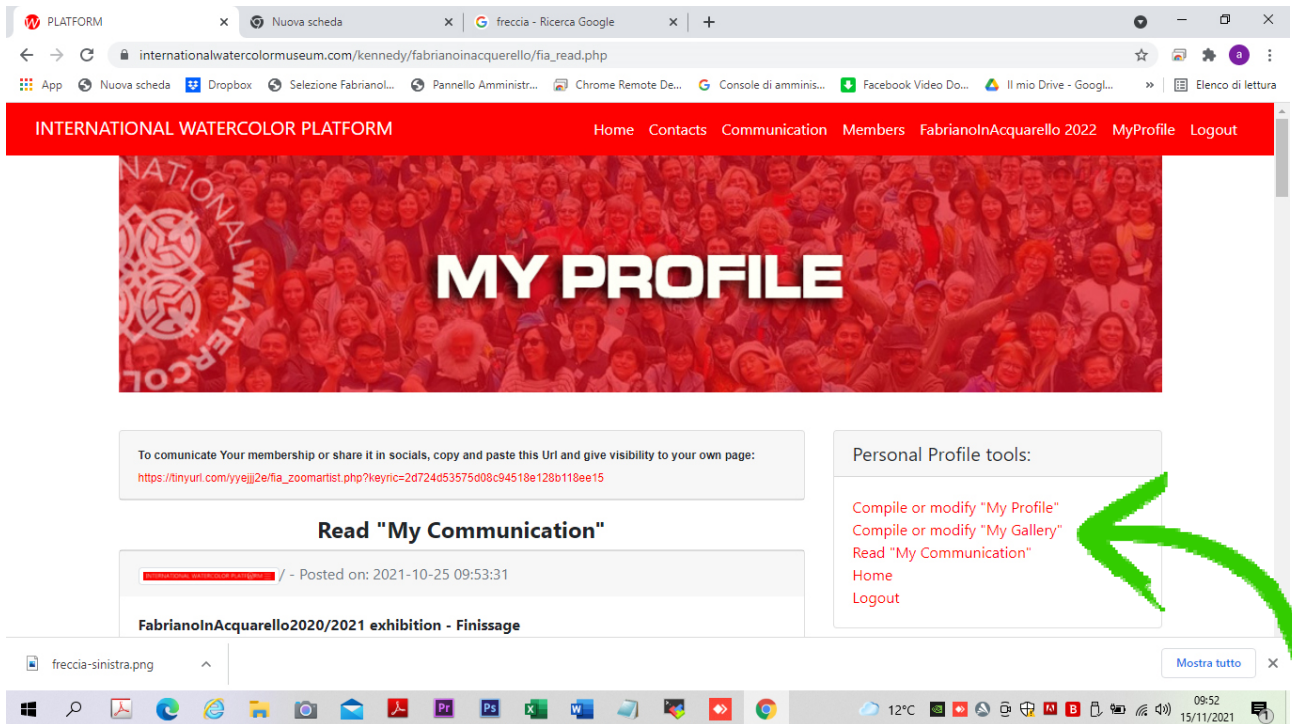 PLATFORM
Nuova scheda
freccia - Ricerca Google
internationalwatercolormuseum.com/kennedy/fabrianoinacquerello/fia_read.php
a
App Nuova scheda Dropbox Selezione Fabrianol... Pannello Amministr... Chrome Remote De... Console di amminis... Facebook Video Do... Il mio Drive - Googl... » Elenco di lettura
INTERNATIONAL WATERCOLOR PLATFORM
Home Contacts Communication Members FabrianoInAcquarello 2022 MyProfile Logout
MY PROFILE
To comunicate Your membership or share it in socials, copy and paste this Url and give visibility to your own page:
https://tinyurl.com/yyejjj2e/fia_zoomartist.php?keyric=2d724d53575d08c94518e128b118ee15
Read "My Communication"
INTERNATIONAL WATERCOLOR PLATFORM / - Posted on: 2021-10-25 09:53:31
FabrianoInAcquarello2020/2021 exhibition - Finissage
Personal Profile tools:
Compile or modify "My Profile"
Compile or modify "My Gallery"
Read "My Communication"
Home
Logout
freccia-sinistra.png
Mostra tutto
12°C
09:52
15/11/2021